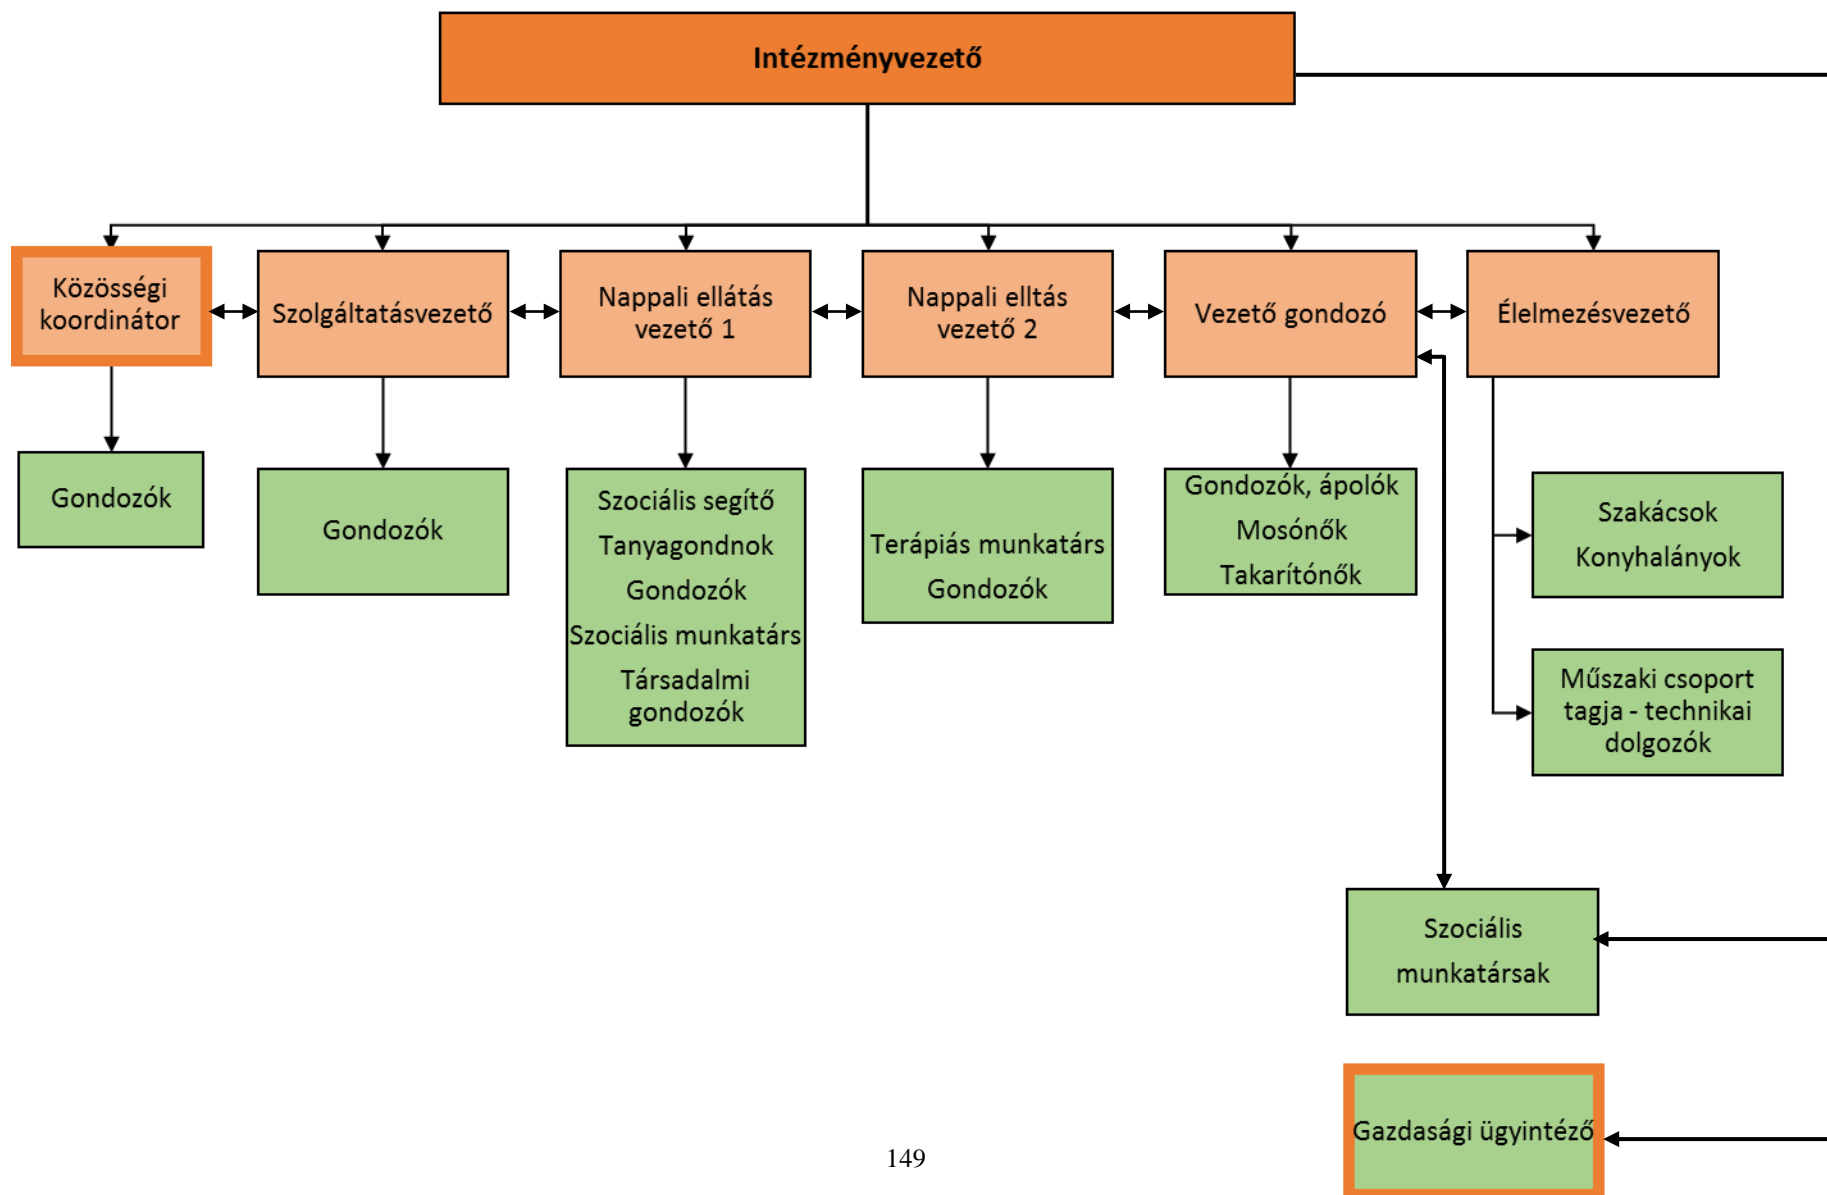 Intézményvezető
Közösségi
koordinátor
Szolgáltatásvezető
Nappali ellátás
vezető 1
Nappali elltás
vezető 2
Vezető gondozó
Élelmezésvezető
Gondozók
Gondozók
Szociális segítő
Tanyagondnok
Gondozók
Szociális munkatárs
Társadalmi
gondozók
Terápiás munkatárs
Gondozók
Gondozók, ápolók
Mosónők
Takarítónők
Szakácsok
Konyhalányok
Műszaki csoport
tagja - technikai
dolgozók
Szociális
munkatársak
Gazdasági ügyintéző
149